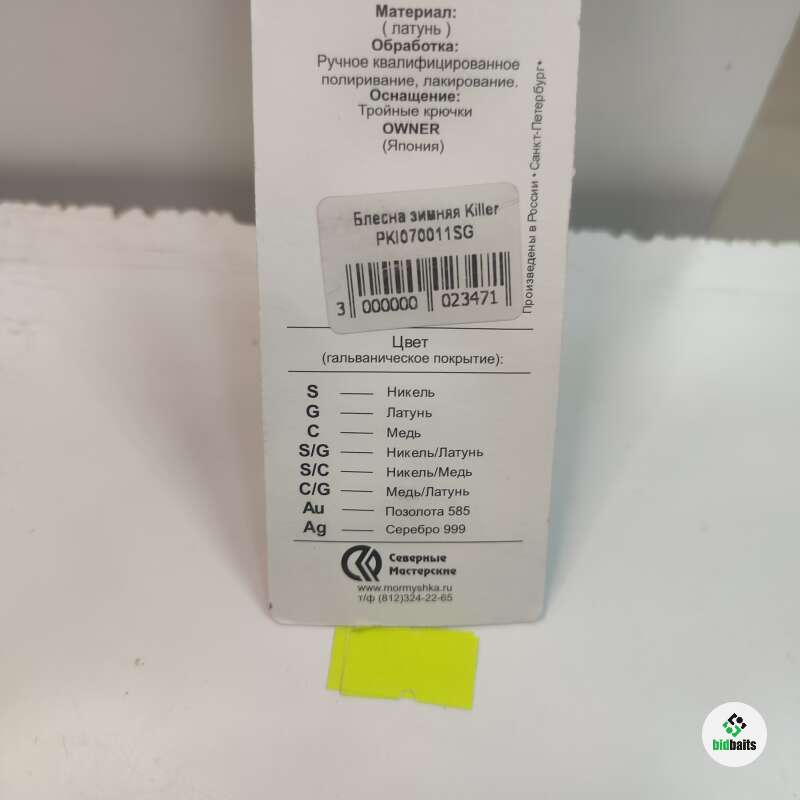 Материал:
( латунь )
Обработка:
Ручное квалифицированное
полиривание, лакирование.
Оснащение:
Тройные крючки
OWNER
(Япония)
Произведены в России • Санкт-Петербург•
Блесна зимняя Killer
PKI070011SG
3 000000 023471
Цвет
(гальваническое покрытие):
S — Никель
G — Латунь
C — Медь
S/G — Никель/Латунь
S/C — Никель/Медь
C/G — Медь/Латунь
Au — Позолота 585
Ag — Серебро 999
Северные
Мастерские
www.mormyshka.ru
т/ф (812)324-22-65
bidbaits